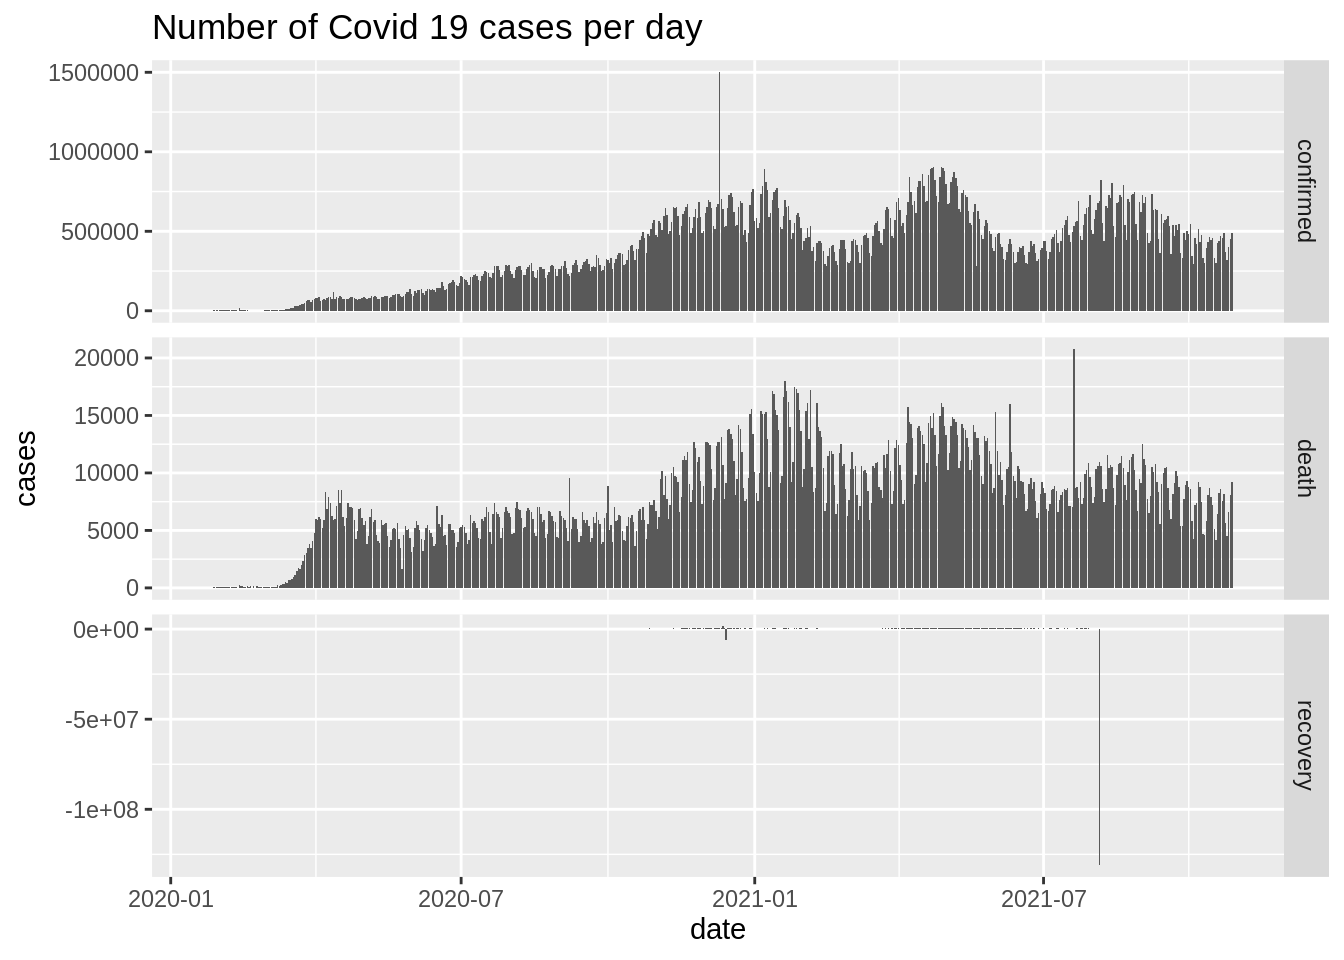 Number of Covid 19 cases per day
1500000
1000000
500000
0
confirmed
20000
15000
10000
5000
0
death
cases
0e+00
-5e+07
-1e+08
recovery
2020-01 2020-07 2021-01 2021-07
date